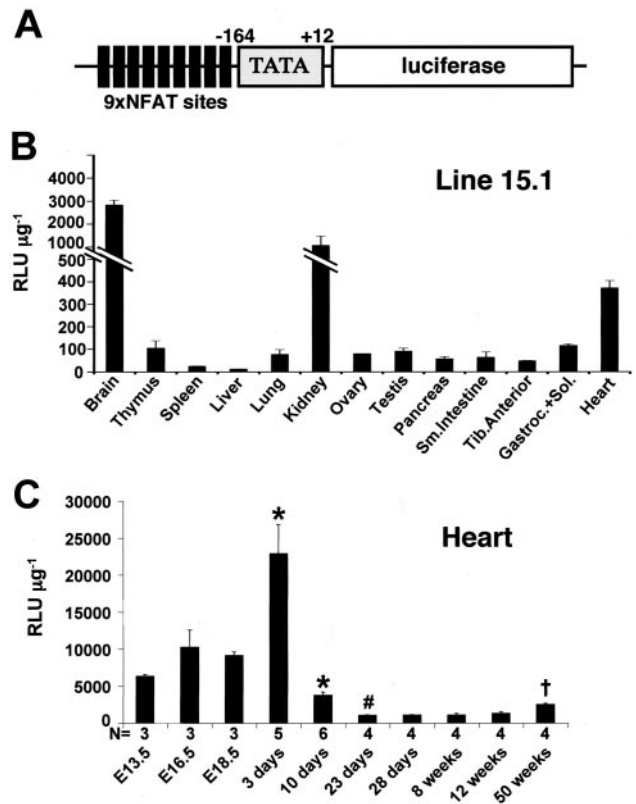 A
-164 +12
TATA
luciferase
9xNFAT sites
B
Line 15.1
RLU µg-1
4000
3000
2000
1000
500
400
300
200
100
0
Brain
Thymus
Spleen
Liver
Lung
Kidney
Ovary
Testis
Pancreas
Sm.Intestine
Tib.Anterior
Gastroc.+Sol.
Heart
C
Heart
RLU µg-1
30000
25000
20000
15000
10000
5000
0
*
*
#
†
N= 3 3 3 5 6 4 4 4 4 4
E13.5
E16.5
E18.5
3 days
10 days
23 days
28 days
8 weeks
12 weeks
50 weeks